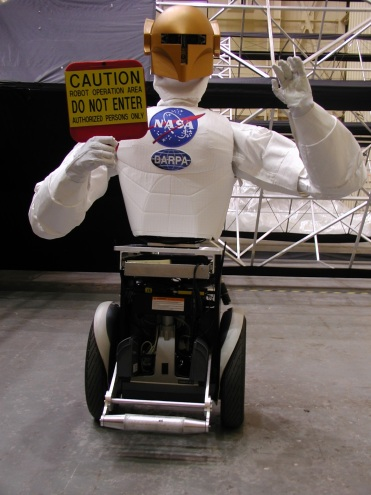 CAUTION
ROBOT OPERATION AREA
DO NOT ENTER
AUTHORIZED PERSONS ONLY
NASA
DARPA